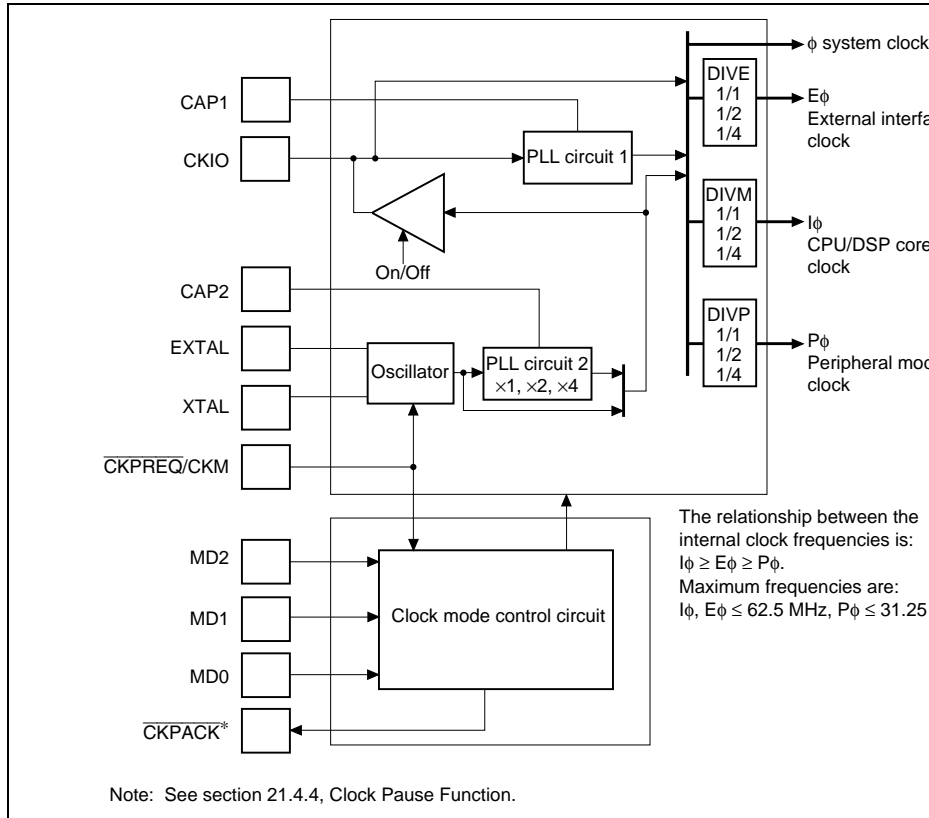 CAP1
CKIO
CAP2
EXTAL
XTAL
CKPREQ/CKM
MD2
MD1
MD0
CKPACK*
On/Off
PLL circuit 1
Oscillator
PLL circuit 2
×1, ×2, ×4
Clock mode control circuit
DIVE
1/1
1/2
1/4
DIVM
1/1
1/2
1/4
DIVP
1/1
1/2
1/4
ϕ system clock
Eϕ
External interfa
clock
Iϕ
CPU/DSP core
clock
Pϕ
Peripheral mod
clock
The relationship between the
internal clock frequencies is:
Iϕ ≥ Eϕ ≥ Pϕ.
Maximum frequencies are:
Iϕ, Eϕ ≤ 62.5 MHz, Pϕ ≤ 31.25
Note: See section 21.4.4, Clock Pause Function.